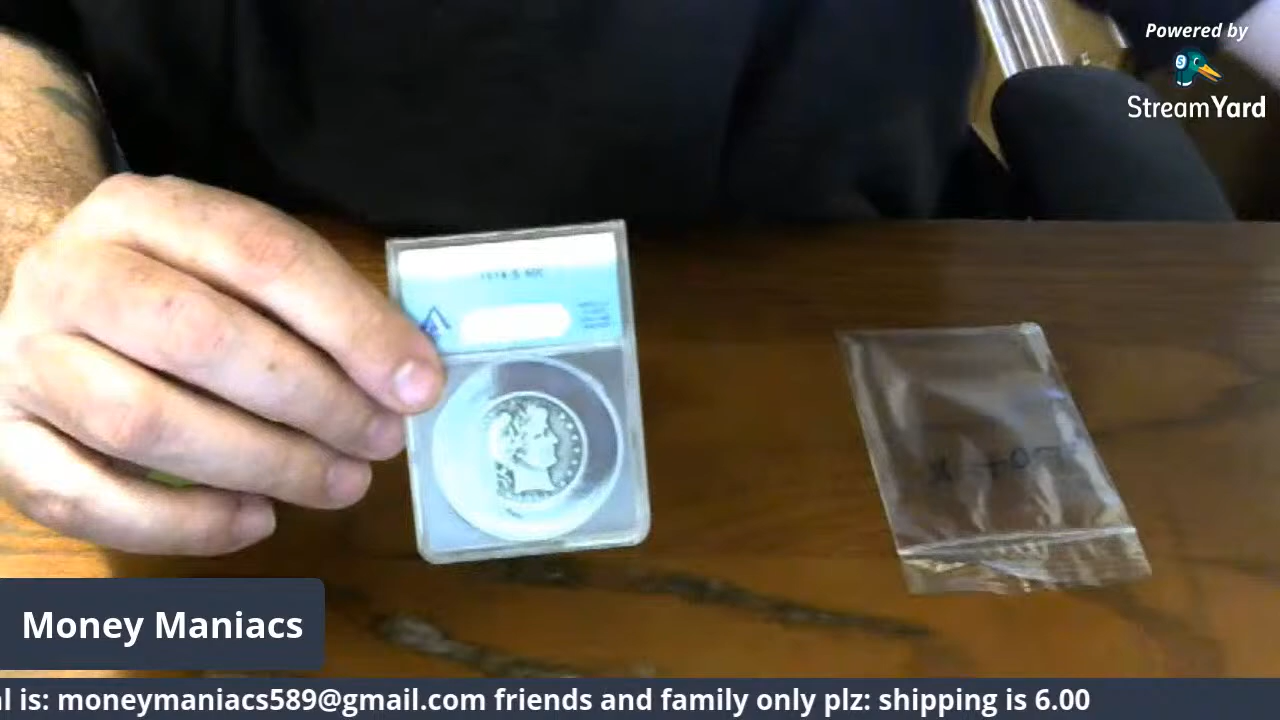 Powered by
StreamYard
Money Maniacs
l is: moneymaniacs589@gmail.com friends and family only plz: shipping is 6.00